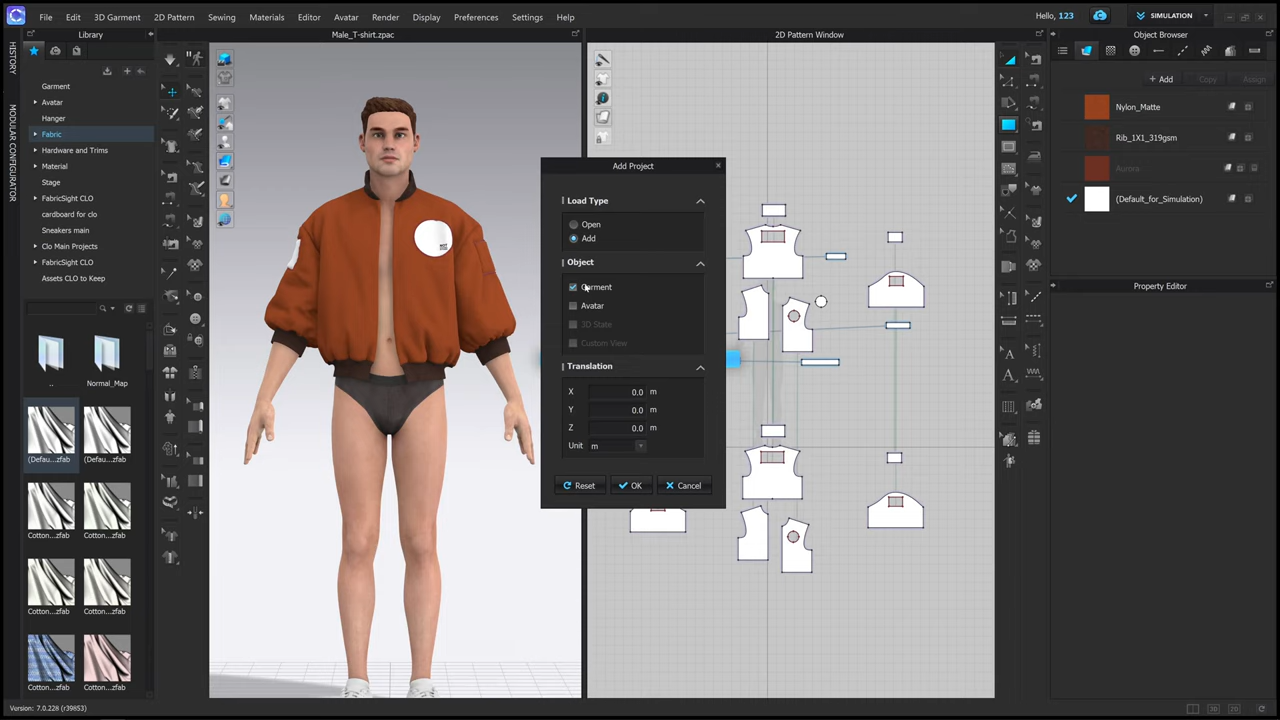 File Edit 3D Garment 2D Pattern Sewing Materials Editor Avatar Render Display Preferences Settings Help
Hello, 123 SIMULATION
Library
Male_T-shirt.zpac
2D Pattern Window
Object Browser
HISTORY
MODULAR CONFIGURATOR
Garment
Avatar
Hanger
Fabric
Hardware and Trims
Material
Stage
FabricSight CLO
cardboard for clo
Sneakers main
Clo Main Projects
FabricSight CLO
Assets CLO to Keep
..
Normal_Map
(Defau...zfab
(Defau...zfab
Cotton...zfab
Cotton...zfab
Cotton...zfab
Cotton...zfab
Cotton...zfab
Cotton...zfab
Add Project
Load Type
Open
Add
Object
Garment
Avatar
3D State
Custom View
Translation
X 0.0 m
Y 0.0 m
Z 0.0 m
Unit m
Reset OK Cancel
+ Add Copy Assign
Nylon_Matte
Rib_1X1_319gsm
Aurora
(Default_for_Simulation)
Property Editor
Version: 7.0.228 (r39853)
3D 2D